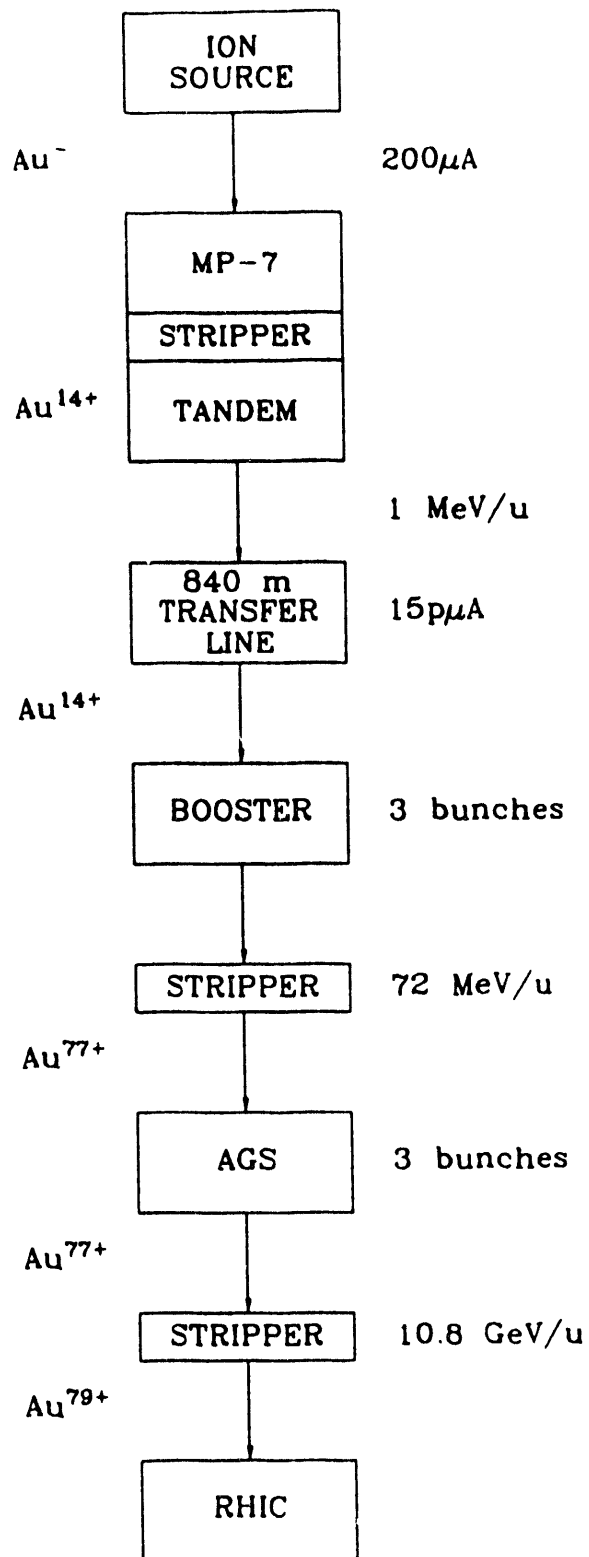 ION
SOURCE
Au⁻
200μA
MP-7
STRIPPER
Au¹⁴⁺
TANDEM
1 MeV/u
840 m
TRANSFER
LINE
15pμA
Au¹⁴⁺
BOOSTER
3 bunches
STRIPPER
72 MeV/u
Au⁷⁷⁺
AGS
3 bunches
Au⁷⁷⁺
STRIPPER
10.8 GeV/u
Au⁷⁹⁺
RHIC